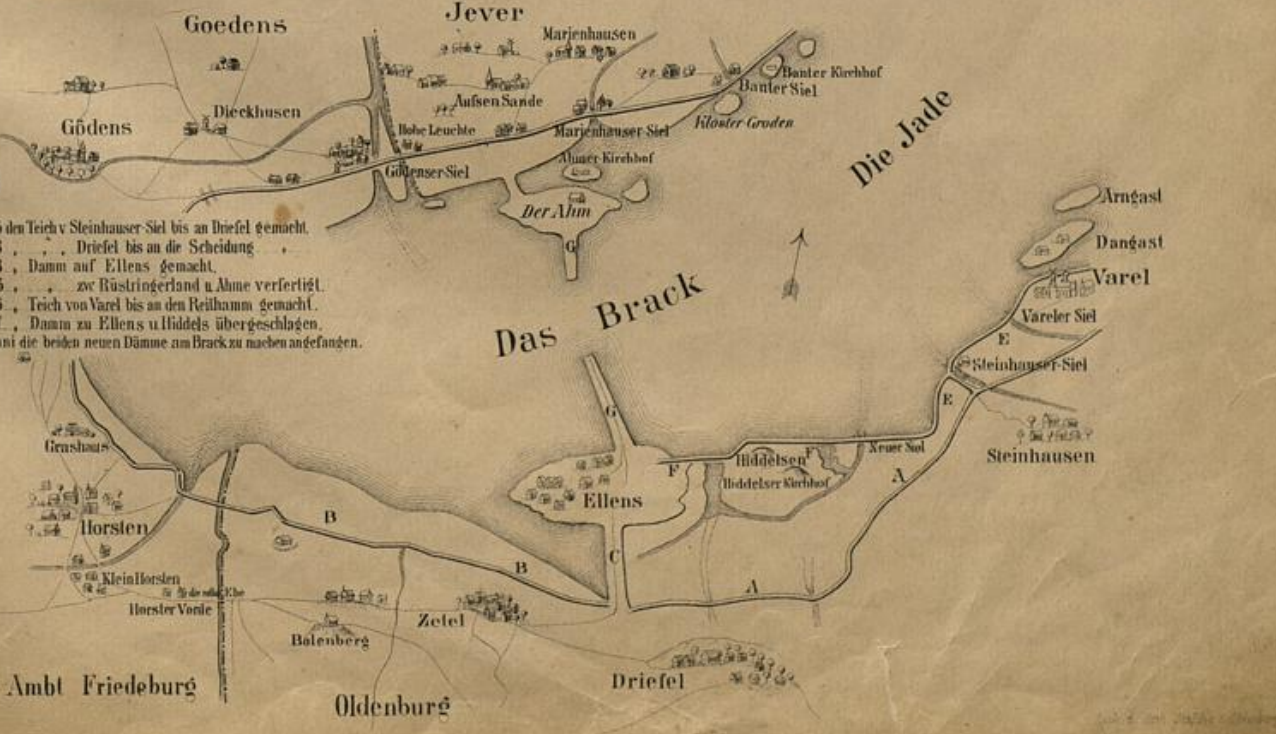 Goedens
Jever
Marienhausen
Banter Kirchhof
Banter Siel
Aufsen Sande
Dieckhusen
Gödens
Hohe Leuchte
Marienhauser-Siel
Kloster-Groden
Die Jade
Ahmer-Kirchhof
Gödenser-Siel
Der Ahm
G
Arngast
Dangast
Varel
Vareler Siel
E
Steinhauser-Siel
E
Steinhausen
den Teich v Steinhauser-Siel bis an Driefel gemacht.
, , Driefel bis an die Scheidung ,
, Damm auf Ellens gemacht.
, , zw Rüstringerland u Ahme verfertigt.
, Teich von Varel bis an den Reithamm gemacht.
, Damm zu Ellens u Hiddels übergeschlagen.
die beiden neuen Dämme am Brack zu machen angefangen.
Das Brack
G
Grashaus
Neuer Siel
Hiddelsen
F
F
Hiddelser Kirchhof
Ellens
A
Horsten
B
C
B
A
Klein Horsten
Horster Vorde
Zetel
Balenberg
Driefel
Ambt Friedeburg
Oldenburg